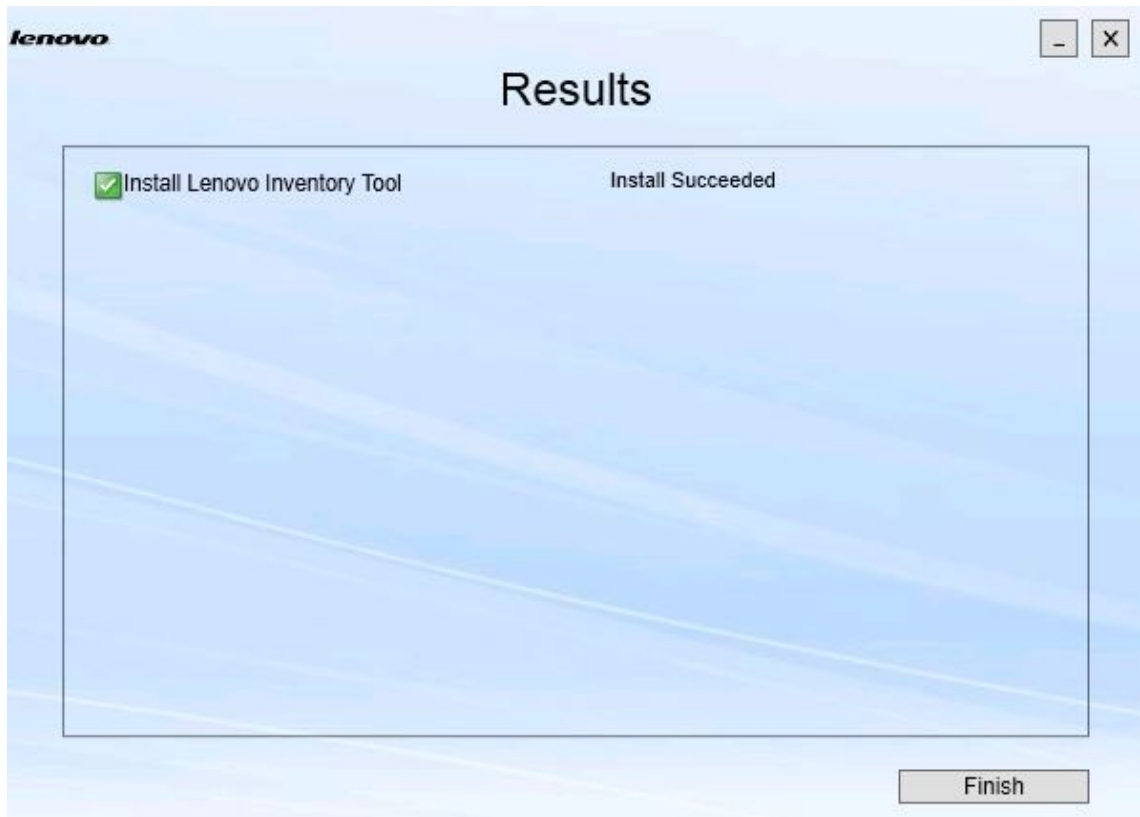 lenovo
Results
Install Lenovo Inventory Tool Install Succeeded
Finish